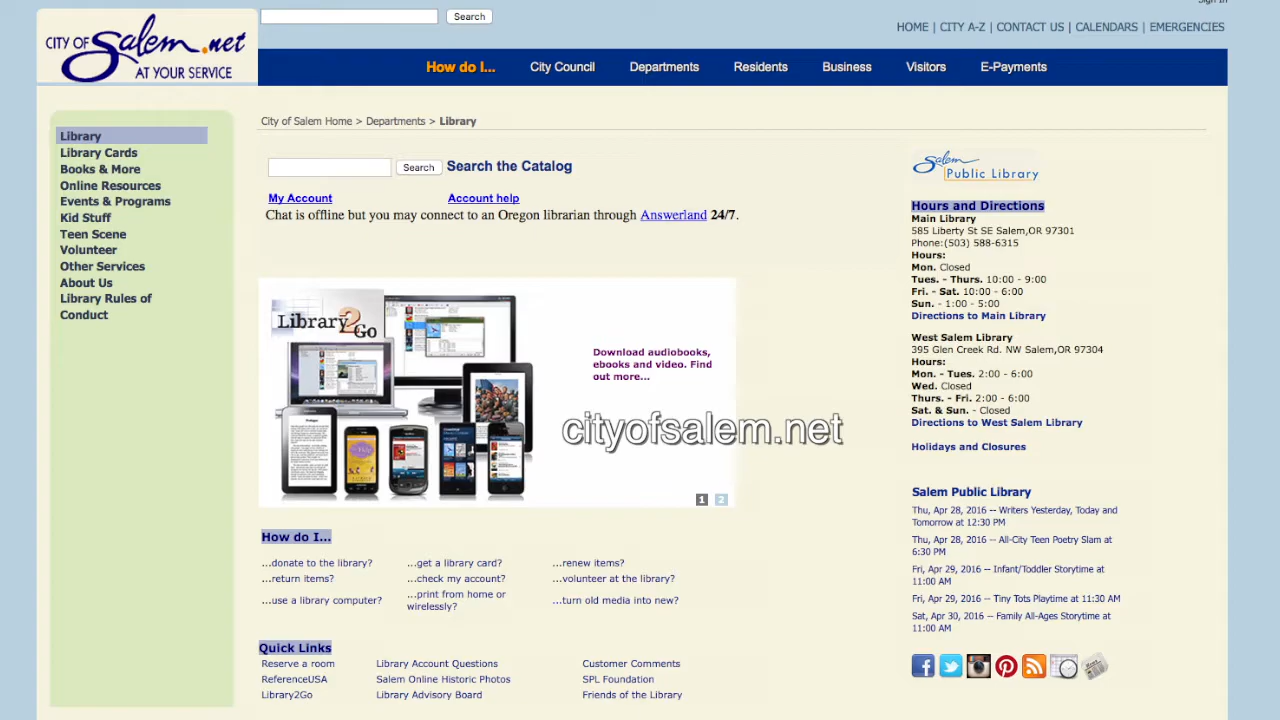 Search
HOME | CITY A-Z | CONTACT US | CALENDARS | EMERGENCIES
CITY OF Salem.net
AT YOUR SERVICE
How do I... City Council Departments Residents Business Visitors E-Payments
City of Salem Home > Departments > Library
Library
Library Cards
Books & More
Online Resources
Events & Programs
Kid Stuff
Teen Scene
Volunteer
Other Services
About Us
Library Rules of
Conduct
Search Search the Catalog
My Account Account help
Chat is offline but you may connect to an Oregon librarian through Answerland 24/7.
Library 2 Go
Download audiobooks,
ebooks and video. Find
out more...
cityofsalem.net
1 2
How do I...
...donate to the library? ...get a library card? ...renew items?
...return items? ...check my account? ...volunteer at the library?
...use a library computer? ...print from home or
wirelessly? ...turn old media into new?
Quick Links
Reserve a room Library Account Questions Customer Comments
ReferenceUSA Salem Online Historic Photos SPL Foundation
Library2Go Library Advisory Board Friends of the Library
Salem
Public Library
Hours and Directions
Main Library
585 Liberty St SE Salem,OR 97301
Phone:(503) 588-6315
Hours:
Mon. Closed
Tues. - Thurs. 10:00 - 9:00
Fri. - Sat. 10:00 - 6:00
Sun. - 1:00 - 5:00
Directions to Main Library
West Salem Library
395 Glen Creek Rd. NW Salem,OR 97304
Hours:
Mon. - Tues. 2:00 - 6:00
Wed. Closed
Thurs. - Fri. 2:00 - 6:00
Sat. & Sun. - Closed
Directions to West Salem Library
Holidays and Closures
Salem Public Library
Thu, Apr 28, 2016 -- Writers Yesterday, Today and
Tomorrow at 12:30 PM
Thu, Apr 28, 2016 -- All-City Teen Poetry Slam at
6:30 PM
Fri, Apr 29, 2016 -- Infant/Toddler Storytime at
11:00 AM
Fri, Apr 29, 2016 -- Tiny Tots Playtime at 11:30 AM
Sat, Apr 30, 2016 -- Family All-Ages Storytime at
11:00 AM